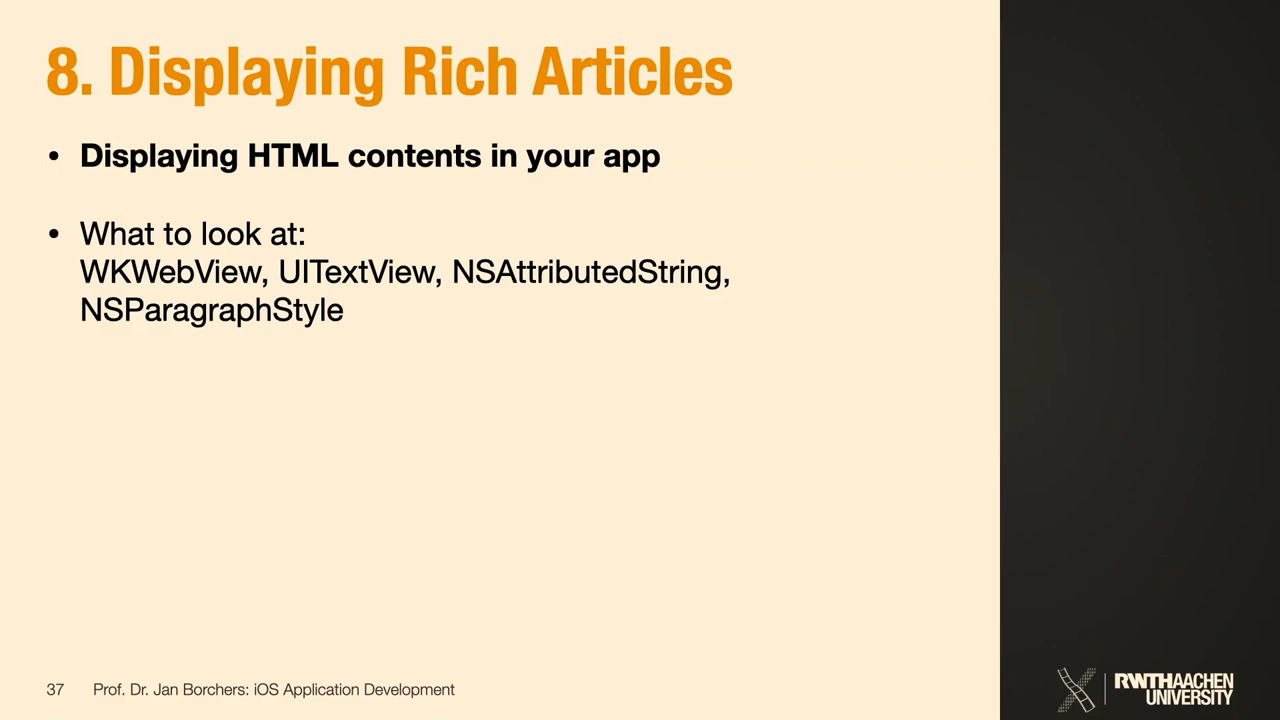 8. Displaying Rich Articles
• Displaying HTML contents in your app
• What to look at:
WKWebView, UITextView, NSAttributedString,
NSParagraphStyle
37 Prof. Dr. Jan Borchers: iOS Application Development
RWTHAACHEN
UNIVERSITY